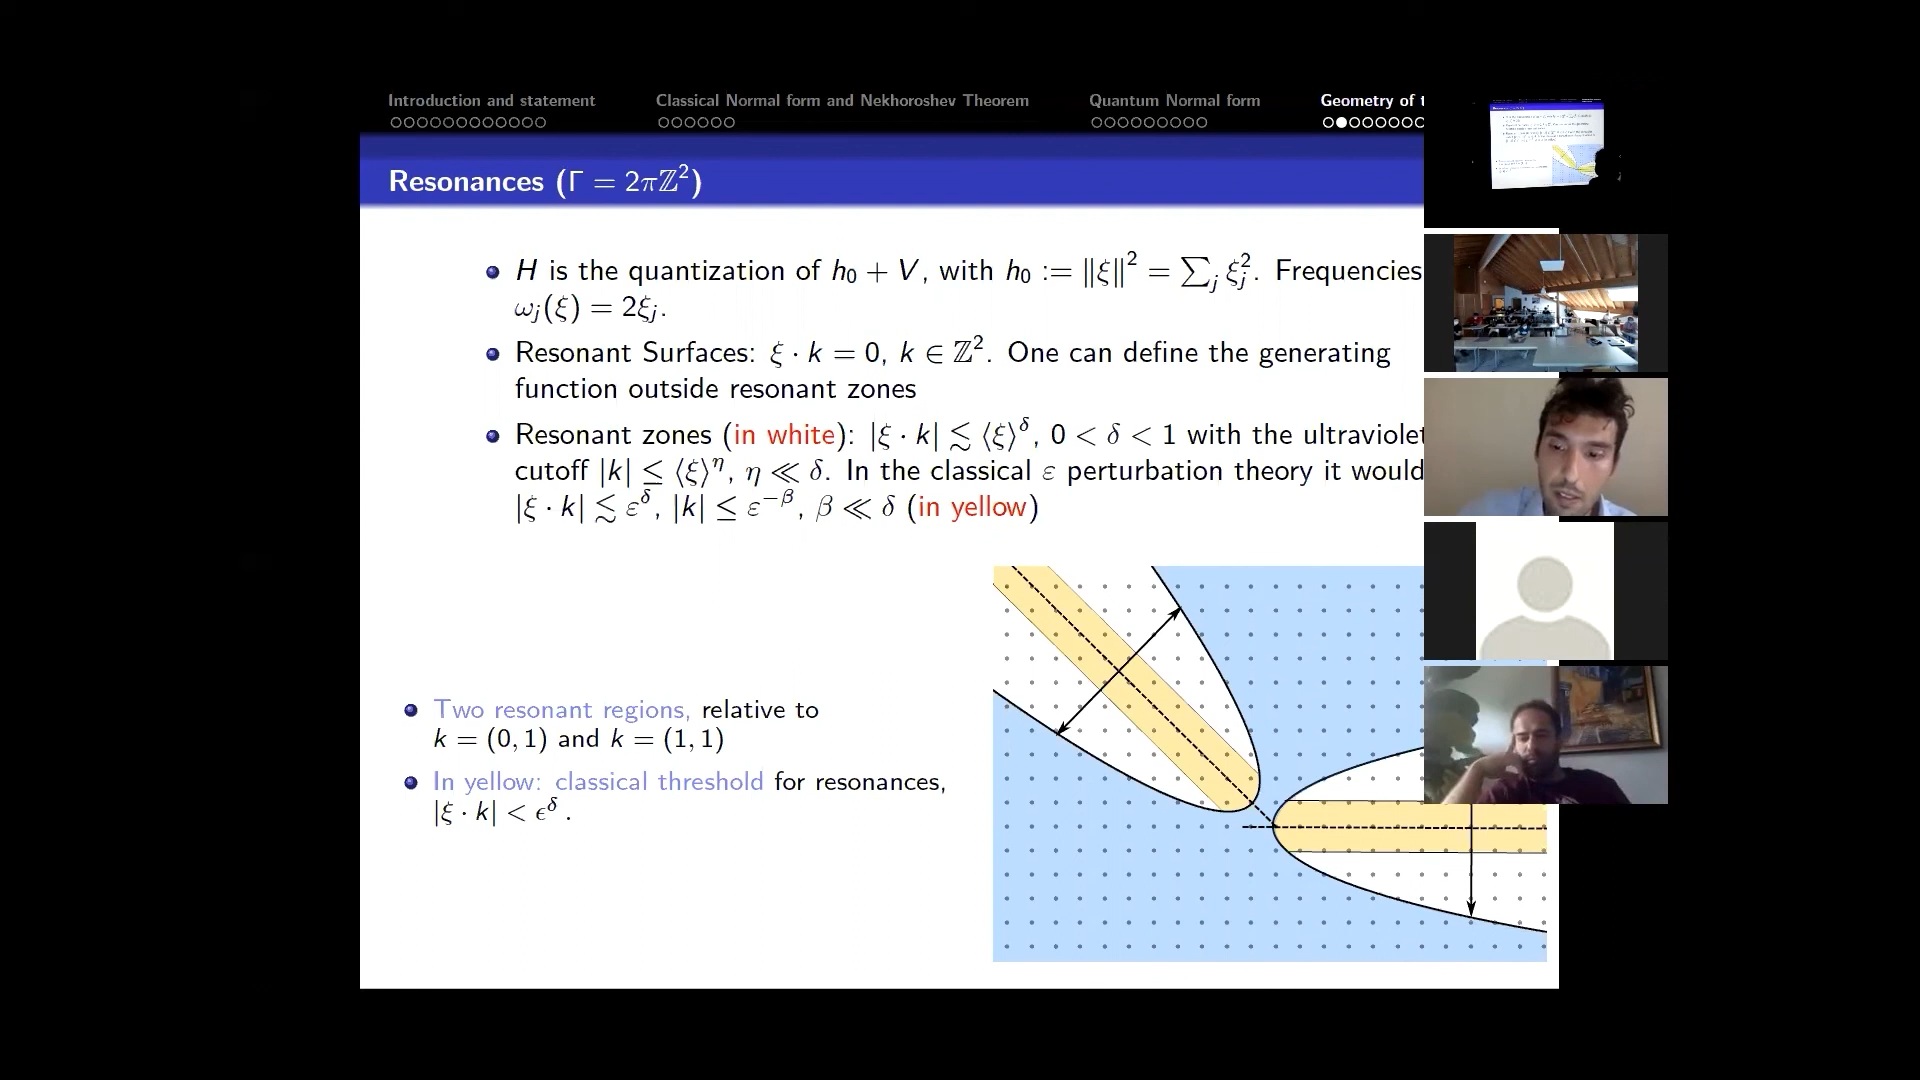 Introduction and statement Classical Normal form and Nekhoroshev Theorem Quantum Normal form Geometry of t
Resonances (Γ = 2πℤ²)
H is the quantization of h₀ + V, with h₀ := ‖ξ‖² = ∑ⱼ ξⱼ². Frequencies
ωⱼ(ξ) = 2ξⱼ.
Resonant Surfaces: ξ · k = 0, k ∈ ℤ². One can define the generating
function outside resonant zones
Resonant zones (in white): |ξ · k| ≲ ⟨ξ⟩^δ, 0 < δ < 1 with the ultraviolet
cutoff |k| ≤ ⟨ξ⟩^η, η ≪ δ. In the classical ε perturbation theory it would
|ξ · k| ≲ ε^δ, |k| ≤ ε^{−β}, β ≪ δ (in yellow)
Two resonant regions, relative to
k = (0, 1) and k = (1, 1)
In yellow: classical threshold for resonances,
|ξ · k| < ϵ^δ .